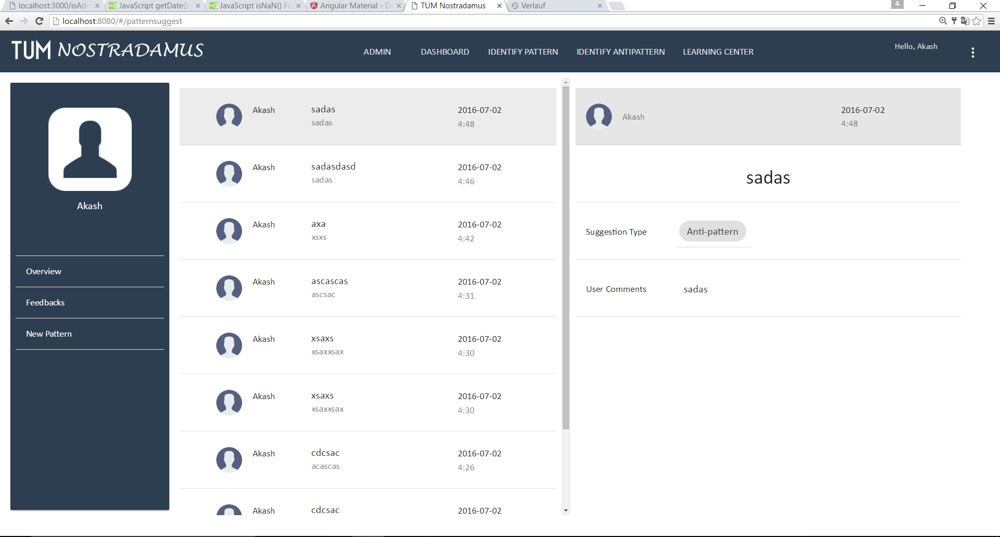 localhost:3000/isAdm
JavaScript getDate()
JavaScript isNaN() Fu
Angular Material - D
TUM Nostradamus
Verlauf
localhost:8080/#/patternsuggest
TUM NOSTRADAMUS
ADMIN
DASHBOARD
IDENTIFY PATTERN
IDENTIFY ANTIPATTERN
LEARNING CENTER
Hello, Akash
Akash
Overview
Feedbacks
New Pattern
Akash sadas 2016-07-02
sadas 4:48
Akash sadasdasd 2016-07-02
sadas 4:46
Akash axa 2016-07-02
xsxs 4:42
Akash ascascas 2016-07-02
ascsac 4:31
Akash xsaxs 2016-07-02
xsaxxsax 4:30
Akash xsaxs 2016-07-02
xsaxxsax 4:30
Akash cdcsac 2016-07-02
acascas 4:26
Akash cdcsac 2016-07-02
Akash 2016-07-02
4:48
sadas
Suggestion Type Anti-pattern
User Comments sadas